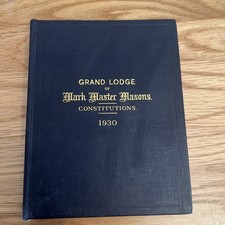 GRAND LODGE
OF
Mark Master Masons.
CONSTITUTIONS.
1930